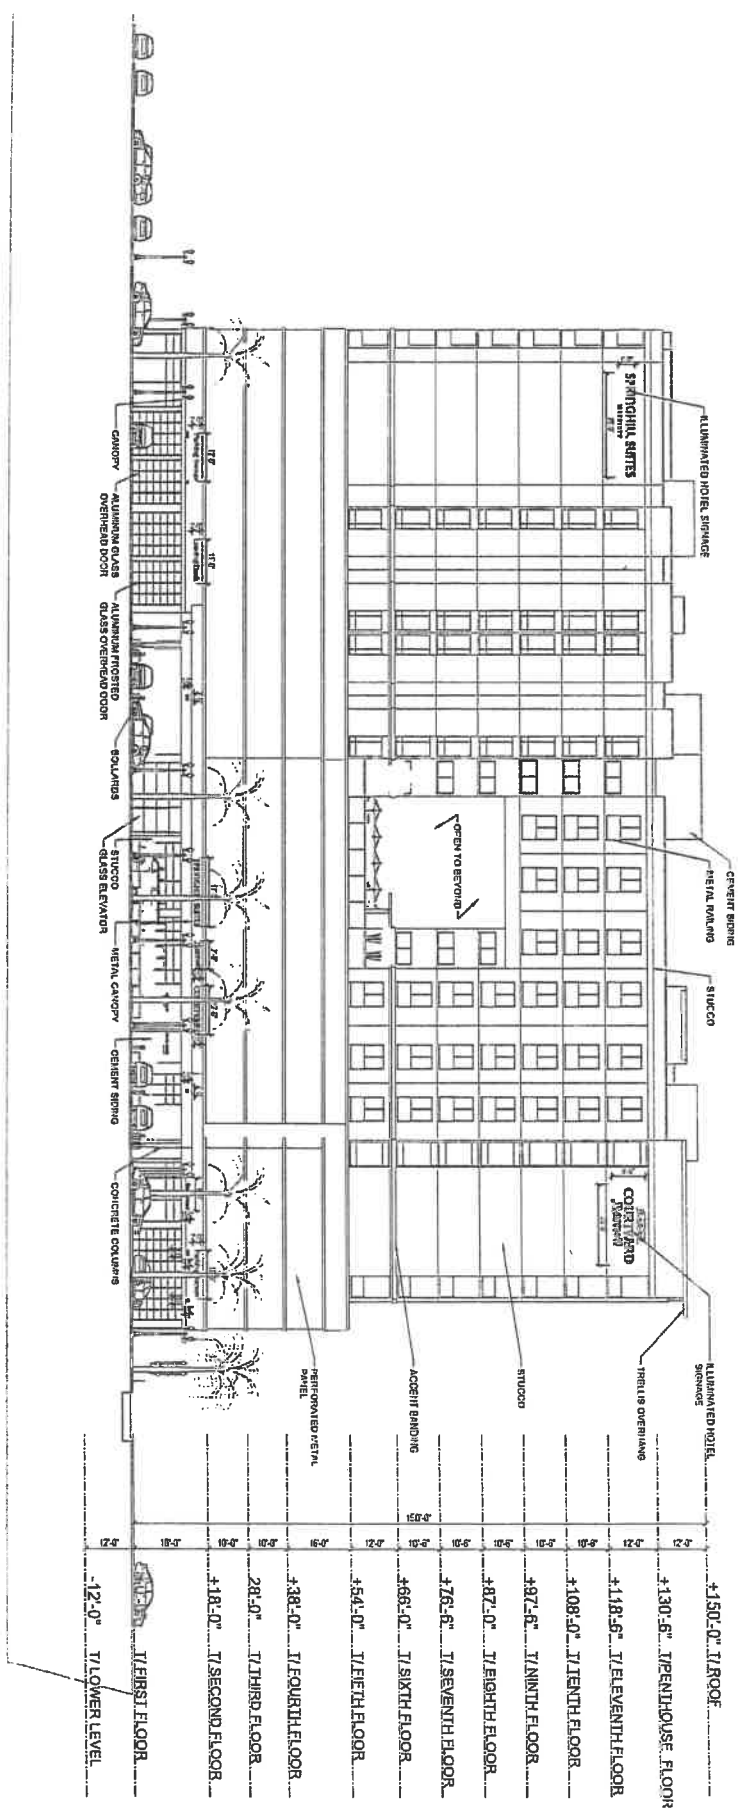 ILLUMINATED HOTEL SIGNAGE
CEMENT SIDING
METAL RAILING
STUCCO
ILLUMINATED HOTEL
SIGNAGE
TRELLIS OVERHANG
STUCCO
ACCENT BANDING
PERFORATED METAL
PANEL
SPRINGHILL SUITES
MARRIOTT
COURTYARD
OPEN TO BEYOND
CANOPY
ALUMINUM GLASS
OVERHEAD DOOR
ALUMINUM FROSTED
GLASS OVERHEAD DOOR
BOLLARDS
STUCCO
GLASS ELEVATOR
METAL CANOPY
CEMENT SIDING
CONCRETE COLUMNS
+150'-0" T/ ROOF
+130'-6" T/PENTHOUSE FLOOR
+118'-6" T/ ELEVENTH FLOOR
+108'-0" T/ TENTH FLOOR
+97'-6" T/ NINTH FLOOR
+87'-0" T/ EIGHTH FLOOR
+76'-6" T/ SEVENTH FLOOR
+66'-0" T/ SIXTH FLOOR
+54'-0" T/ FIFTH FLOOR
+38'-0" T/ FOURTH FLOOR
28'-0" T/ THIRD FLOOR
+18'-0" T/ SECOND FLOOR
T/ FIRST FLOOR
-12'-0" T/ LOWER LEVEL
150'-0"
12'-0"
12'-0"
10'-6"
10'-6"
10'-6"
10'-6"
10'-6"
12'-0"
16'-0"
10'-0"
10'-0"
18'-0"
12'-0"